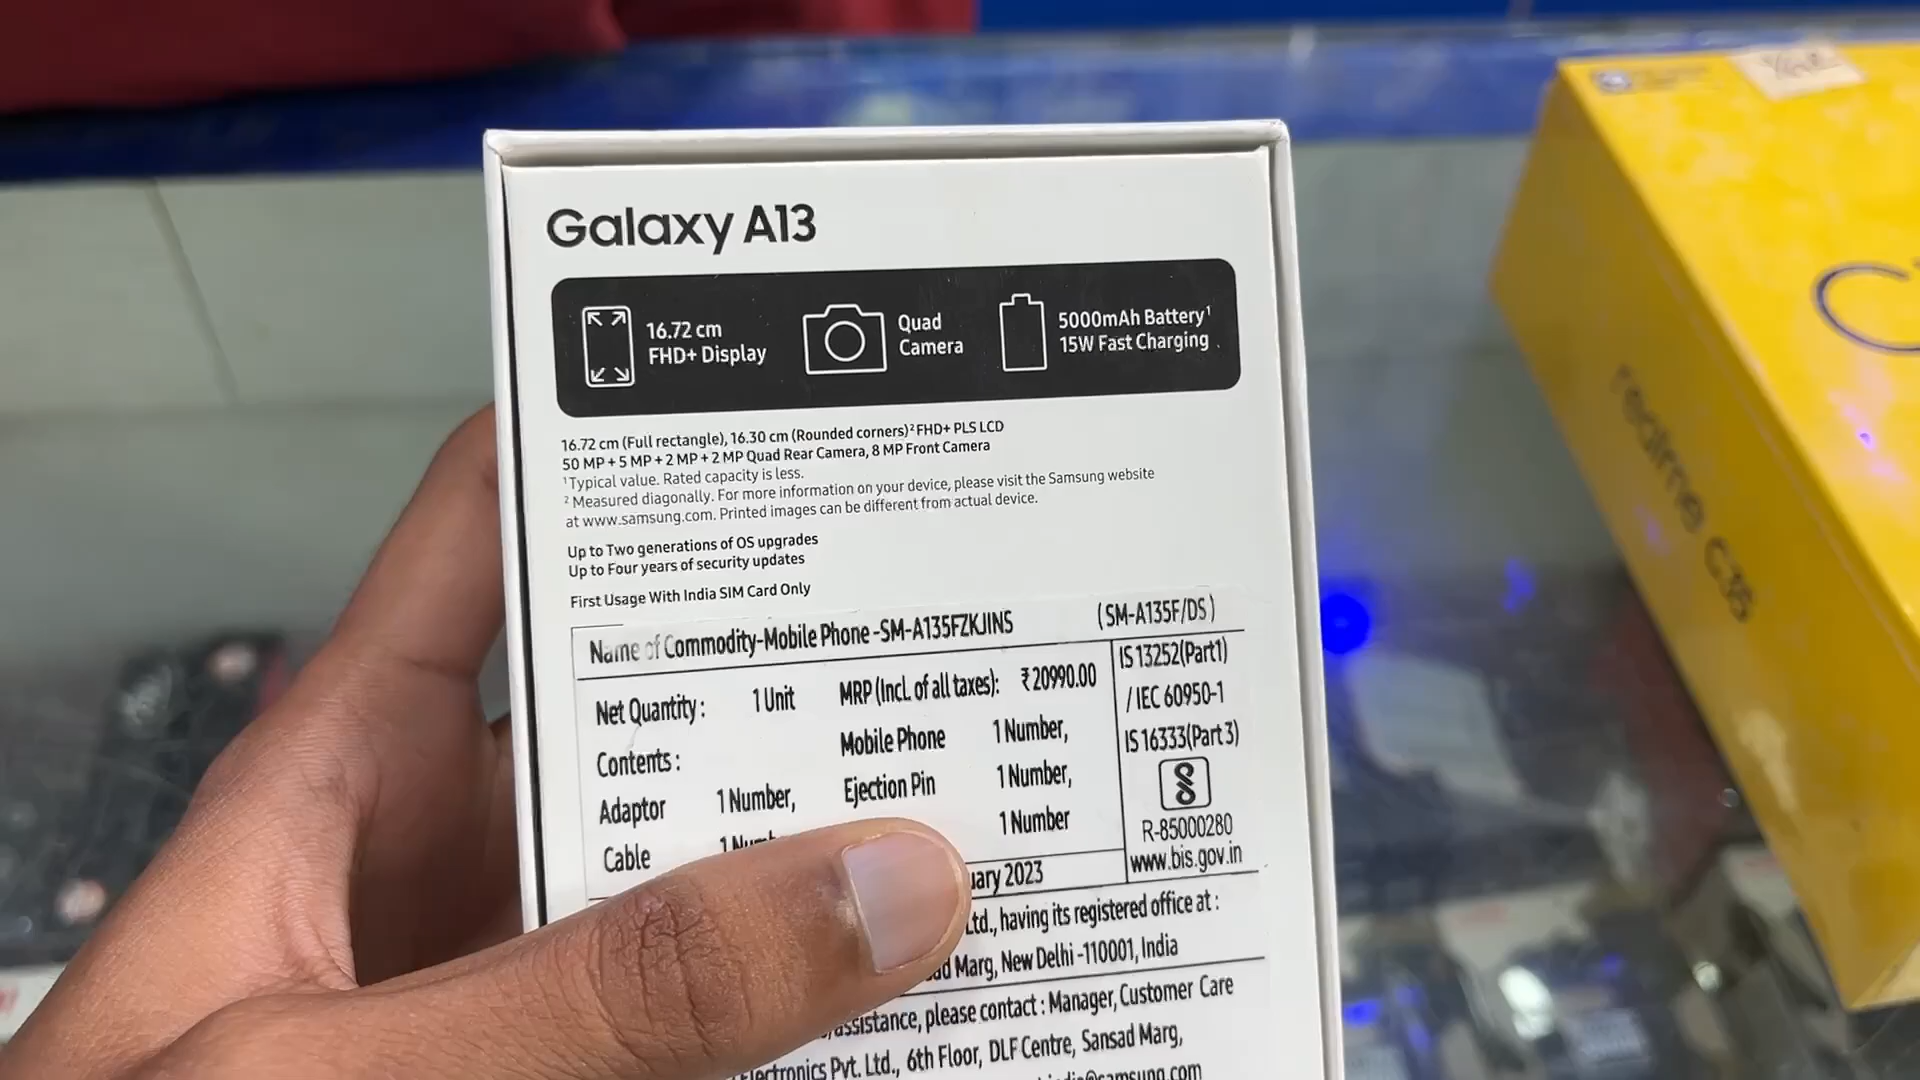 Galaxy A13
16.72 cm
FHD+ Display
Quad
Camera
5000mAh Battery¹
15W Fast Charging
16.72 cm (Full rectangle), 16.30 cm (Rounded corners)² FHD+ PLS LCD
50 MP + 5 MP + 2 MP + 2 MP Quad Rear Camera, 8 MP Front Camera
¹ Typical value. Rated capacity is less.
² Measured diagonally. For more information on your device, please visit the Samsung website
at www.samsung.com. Printed images can be different from actual device.
Up to Two generations of OS upgrades
Up to Four years of security updates
First Usage With India SIM Card Only
Name of Commodity-Mobile Phone -SM-A135FZKJINS (SM-A135F/DS)
Net Quantity: 1 Unit MRP (Incl. of all taxes): ₹20990.00
Contents: Mobile Phone 1 Number,
Adaptor 1 Number, Ejection Pin 1 Number,
Cable 1 Number
2023
Ltd., having its registered office at :
Marg, New Delhi -110001, India
assistance, please contact : Manager, Customer Care
Pvt. Ltd., 6th Floor, DLF Centre, Sansad Marg,
@samsung.com
IS 13252(Part1)
/ IEC 60950-1
IS 16333(Part 3)
R-85000280
www.bis.gov.in
realme C35